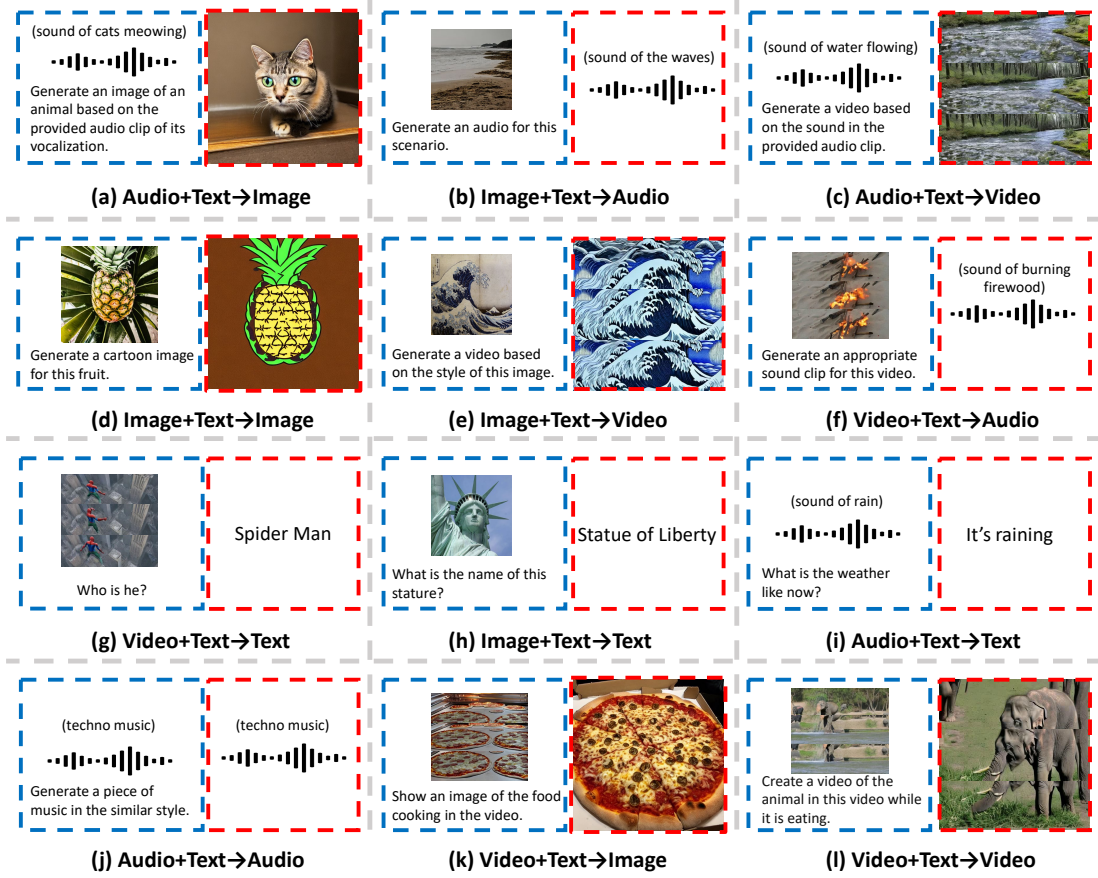 (sound of cats meowing)
Generate an image of an
animal based on the
provided audio clip of its
vocalization.
(a) Audio+Text→Image
(sound of the waves)
Generate an audio for this
scenario.
(b) Image+Text→Audio
(sound of water flowing)
Generate a video based
on the sound in the
provided audio clip.
(c) Audio+Text→Video
Generate a cartoon image
for this fruit.
(d) Image+Text→Image
Generate a video based
on the style of this image.
(e) Image+Text→Video
(sound of burning
firewood)
Generate an appropriate
sound clip for this video.
(f) Video+Text→Audio
Who is he?
Spider Man
(g) Video+Text→Text
What is the name of this
stature?
Statue of Liberty
(h) Image+Text→Text
(sound of rain)
What is the weather
like now?
It's raining
(i) Audio+Text→Text
(techno music)
Generate a piece of
music in the similar style.
(techno music)
(j) Audio+Text→Audio
Show an image of the food
cooking in the video.
(k) Video+Text→Image
Create a video of the
animal in this video while
it is eating.
(l) Video+Text→Video